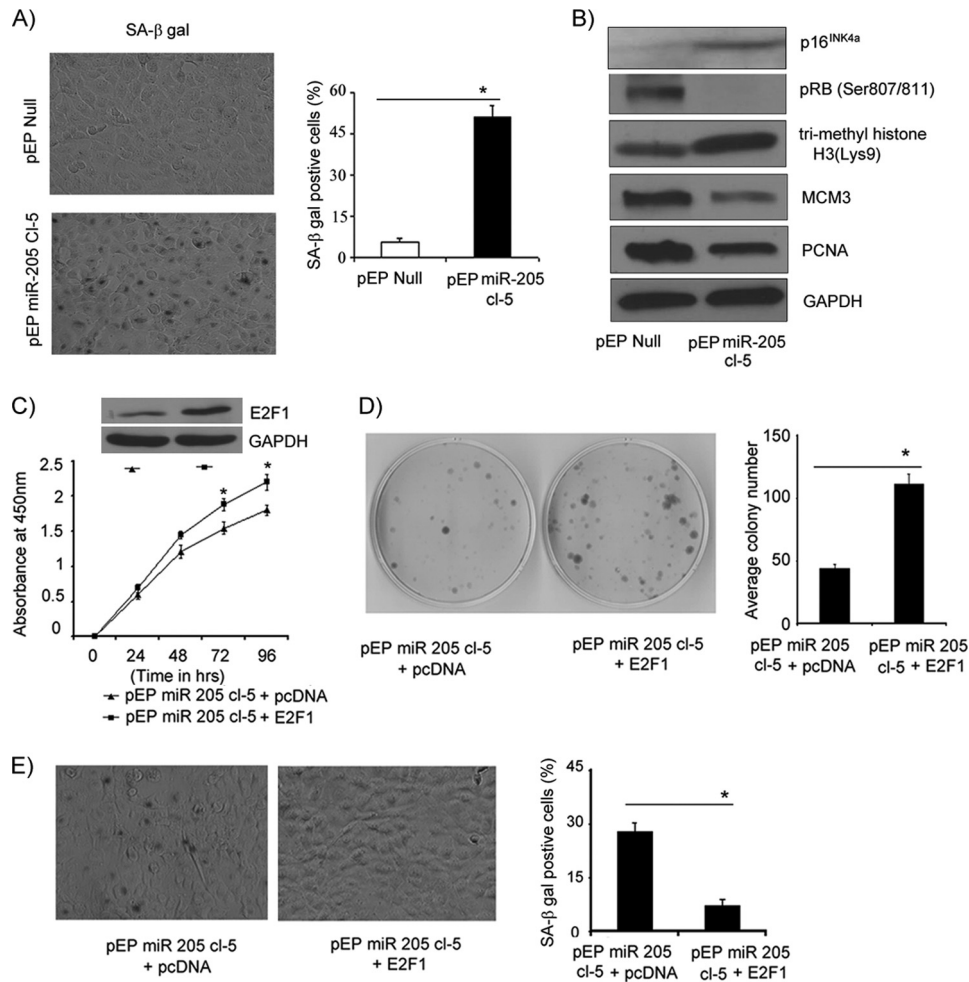 A)
SA-β gal
pEP Null
pEP miR-205 Cl-5
SA-β gal postive cells (%)
60
45
30
15
0
*
pEP Null
pEP miR-205
cl-5
B)
p16INK4a
pRB (Ser807/811)
tri-methyl histone
H3(Lys9)
MCM3
PCNA
GAPDH
pEP Null
pEP miR-205
cl-5
C)
E2F1
GAPDH
Absorbance at 450nm
2.5
2
1.5
1
0.5
0
*
*
0 24 48 72 96
(Time in hrs)
pEP miR 205 cl-5 + pcDNA
pEP miR 205 cl-5 + E2F1
D)
pEP miR 205 cl-5
+ pcDNA
pEP miR 205 cl-5
+ E2F1
Average colony number
150
100
50
0
*
pEP miR 205
cl-5 + pcDNA
pEP miR 205
cl-5 + E2F1
E)
pEP miR 205 cl-5
+ pcDNA
pEP miR 205 cl-5
+ E2F1
SA-β gal postive cells (%)
45
30
15
0
*
pEP miR 205
cl-5 + pcDNA
pEP miR 205
cl-5 + E2F1